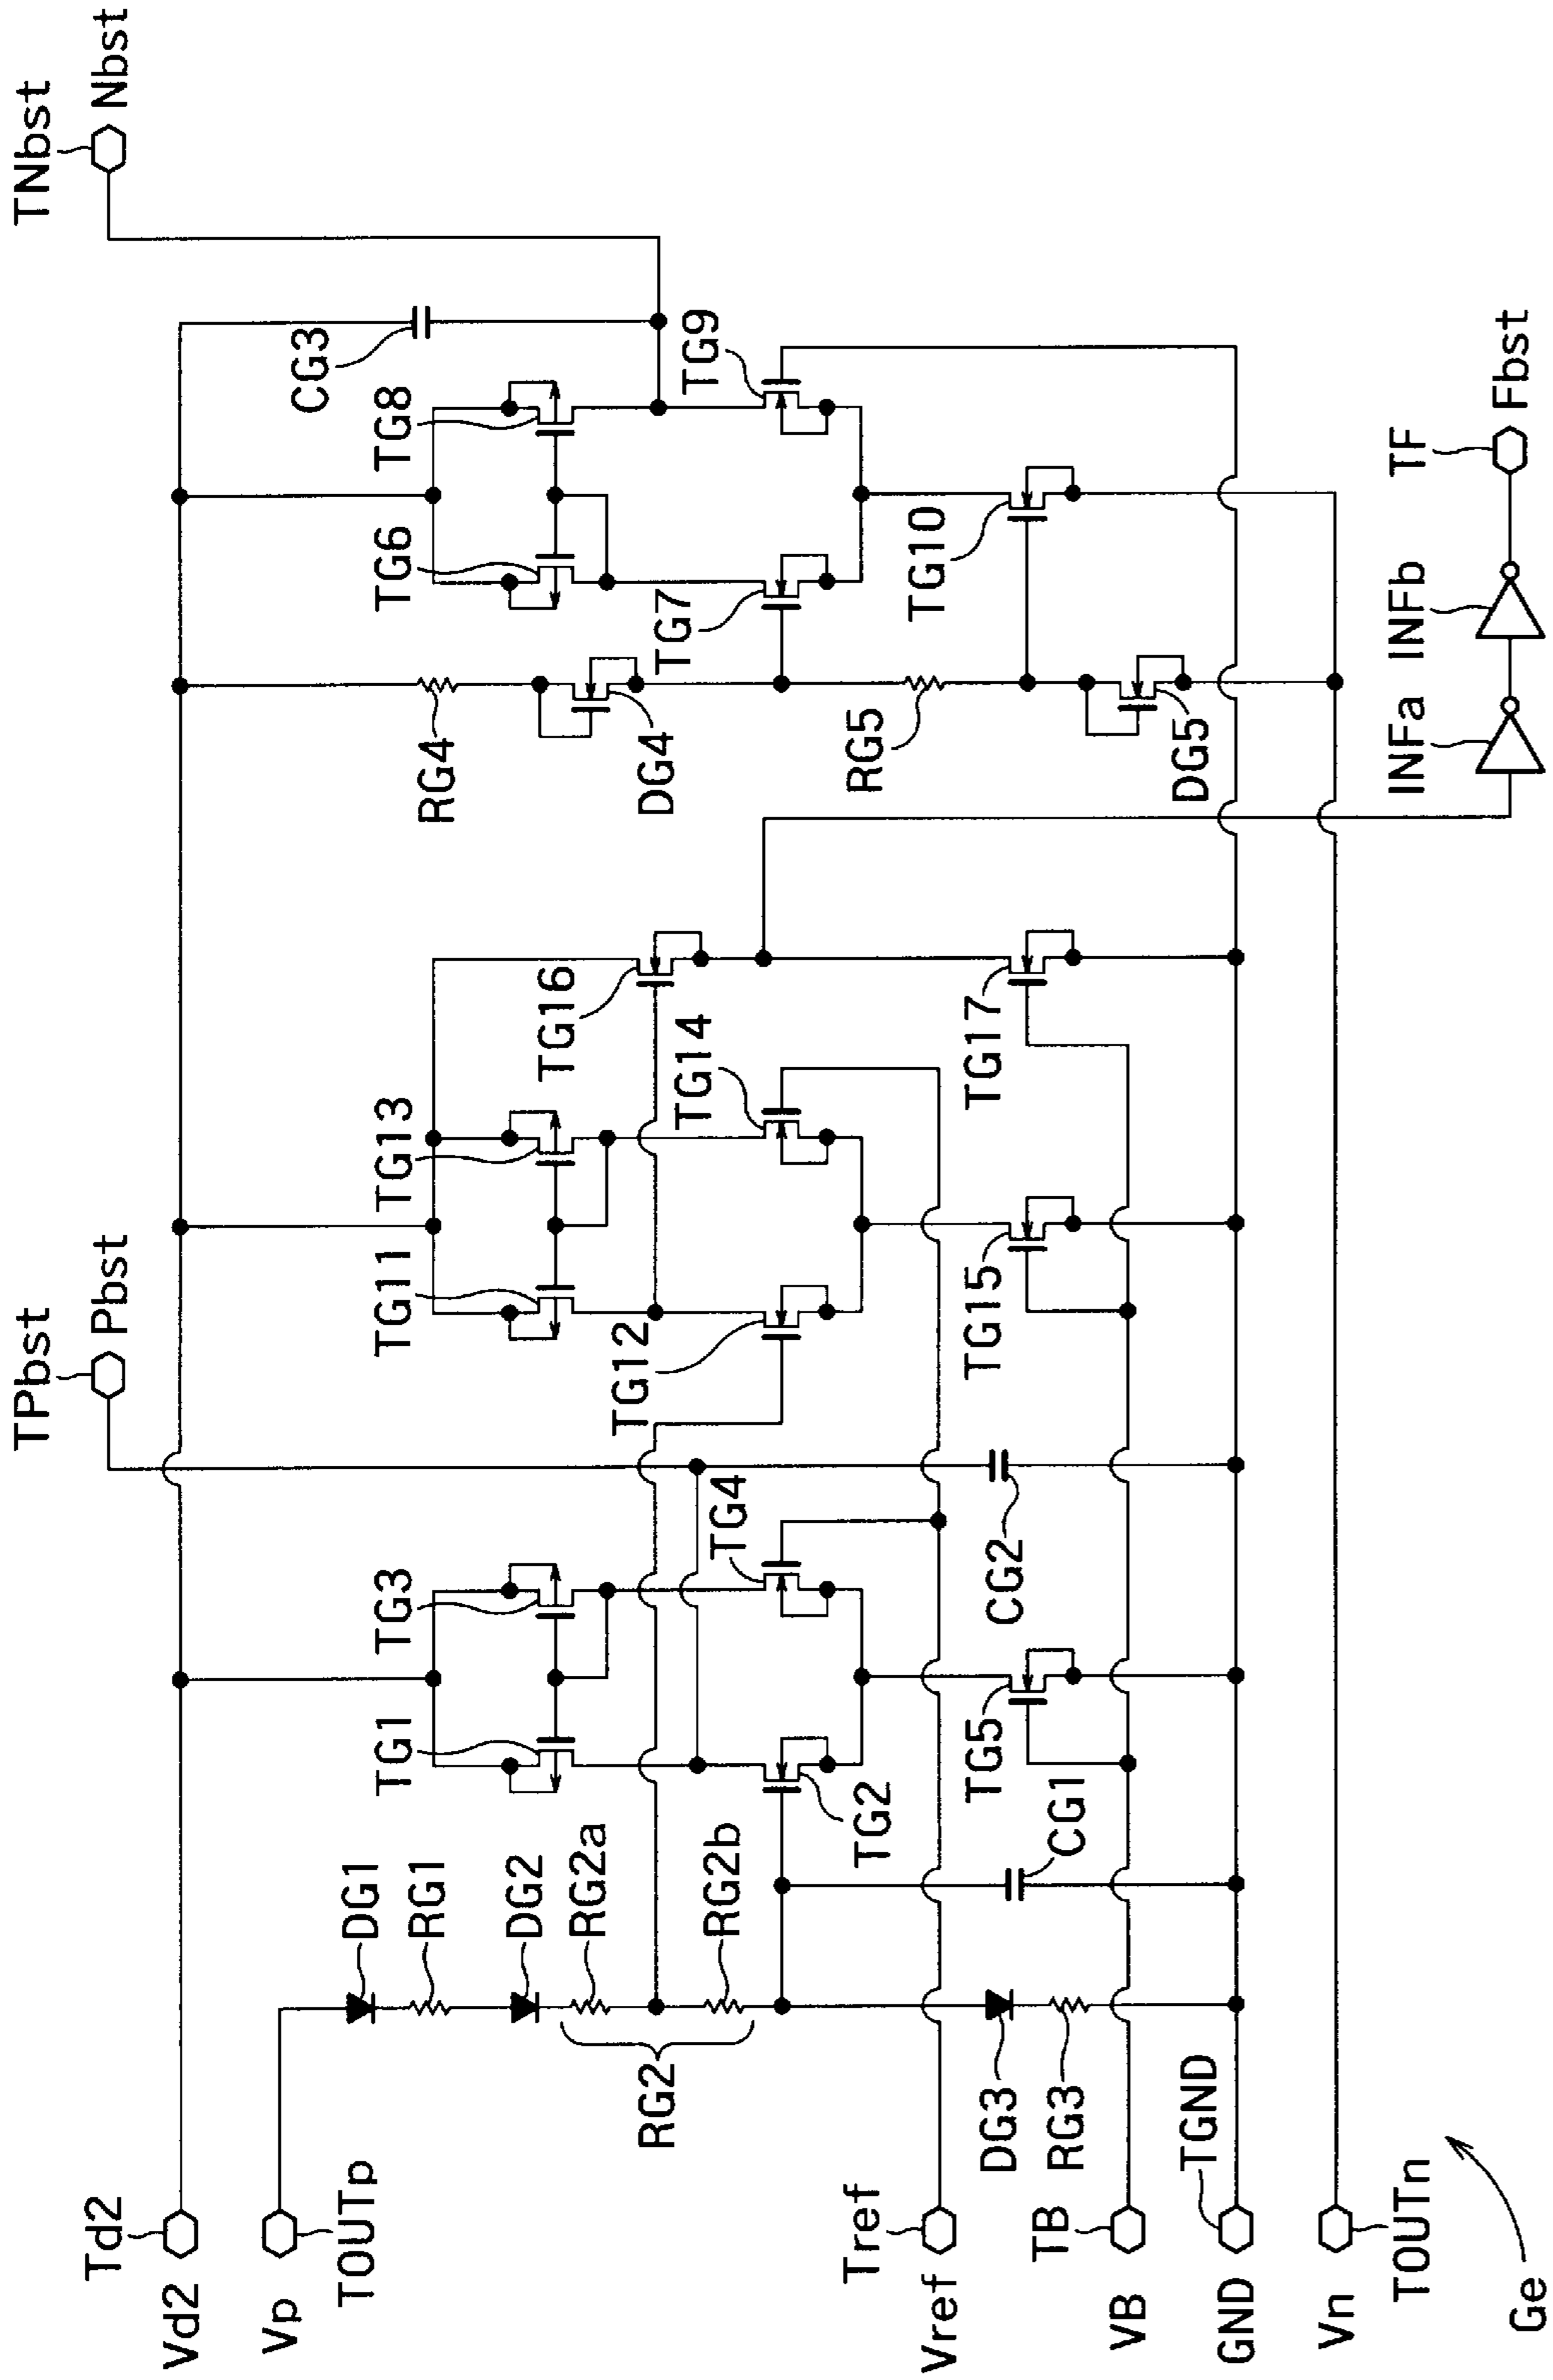 Td2
Vd2
Vp
TOUTp
Tref
Vref
TB
VB
TGND
GND
Vn
TOUTn
Ge
DG1
RG1
DG2
RG2a
RG2b
RG2
DG3
RG3
CG1
TG1
TG3
TG2
TG4
TG5
CG2
TPbst
Pbst
TG11
TG13
TG12
TG14
TG15
TG16
TG17
RG4
DG4
RG5
DG5
TG6
TG8
TG7
TG9
TG10
CG3
TNbst
Nbst
INFa
INFb
TF
Fbst